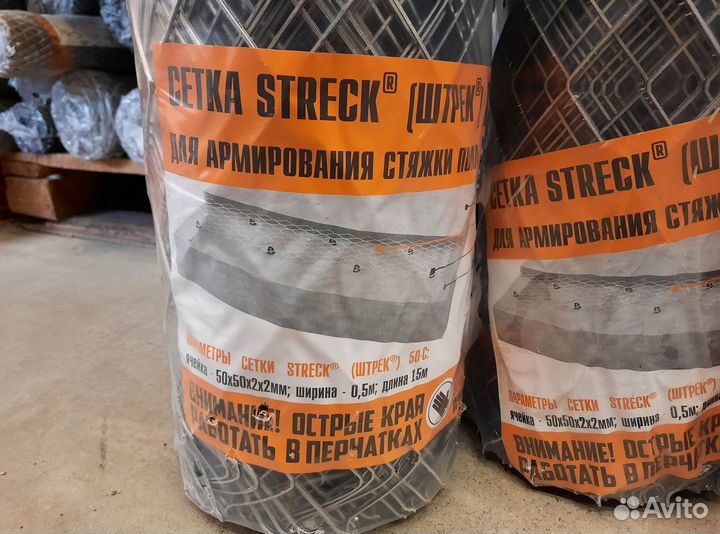 СЕТКА STRECK® (ШТРЕК®)
ДЛЯ АРМИРОВАНИЯ СТЯЖКИ ПОЛА
ПАРАМЕТРЫ СЕТКИ STRECK® (ШТРЕК®) 50-С:
ячейка - 50х50х2х2мм; ширина - 0,5м; длина 15м
ВНИМАНИЕ! ОСТРЫЕ КРАЯ
РАБОТАТЬ В ПЕРЧАТКАХ
СЕТКА STRECK® (Ш
ДЛЯ АРМИРОВАНИЯ СТЯЖ
ПАРАМЕТРЫ СЕТКИ STRECK® (ШТРЕК®)
ячейка - 50х50х2х2мм; ширина 0,5м;
ВНИМАНИЕ! ОСТРЫЕ К
РАБОТАТЬ В ПЕРЧАТ
Avito